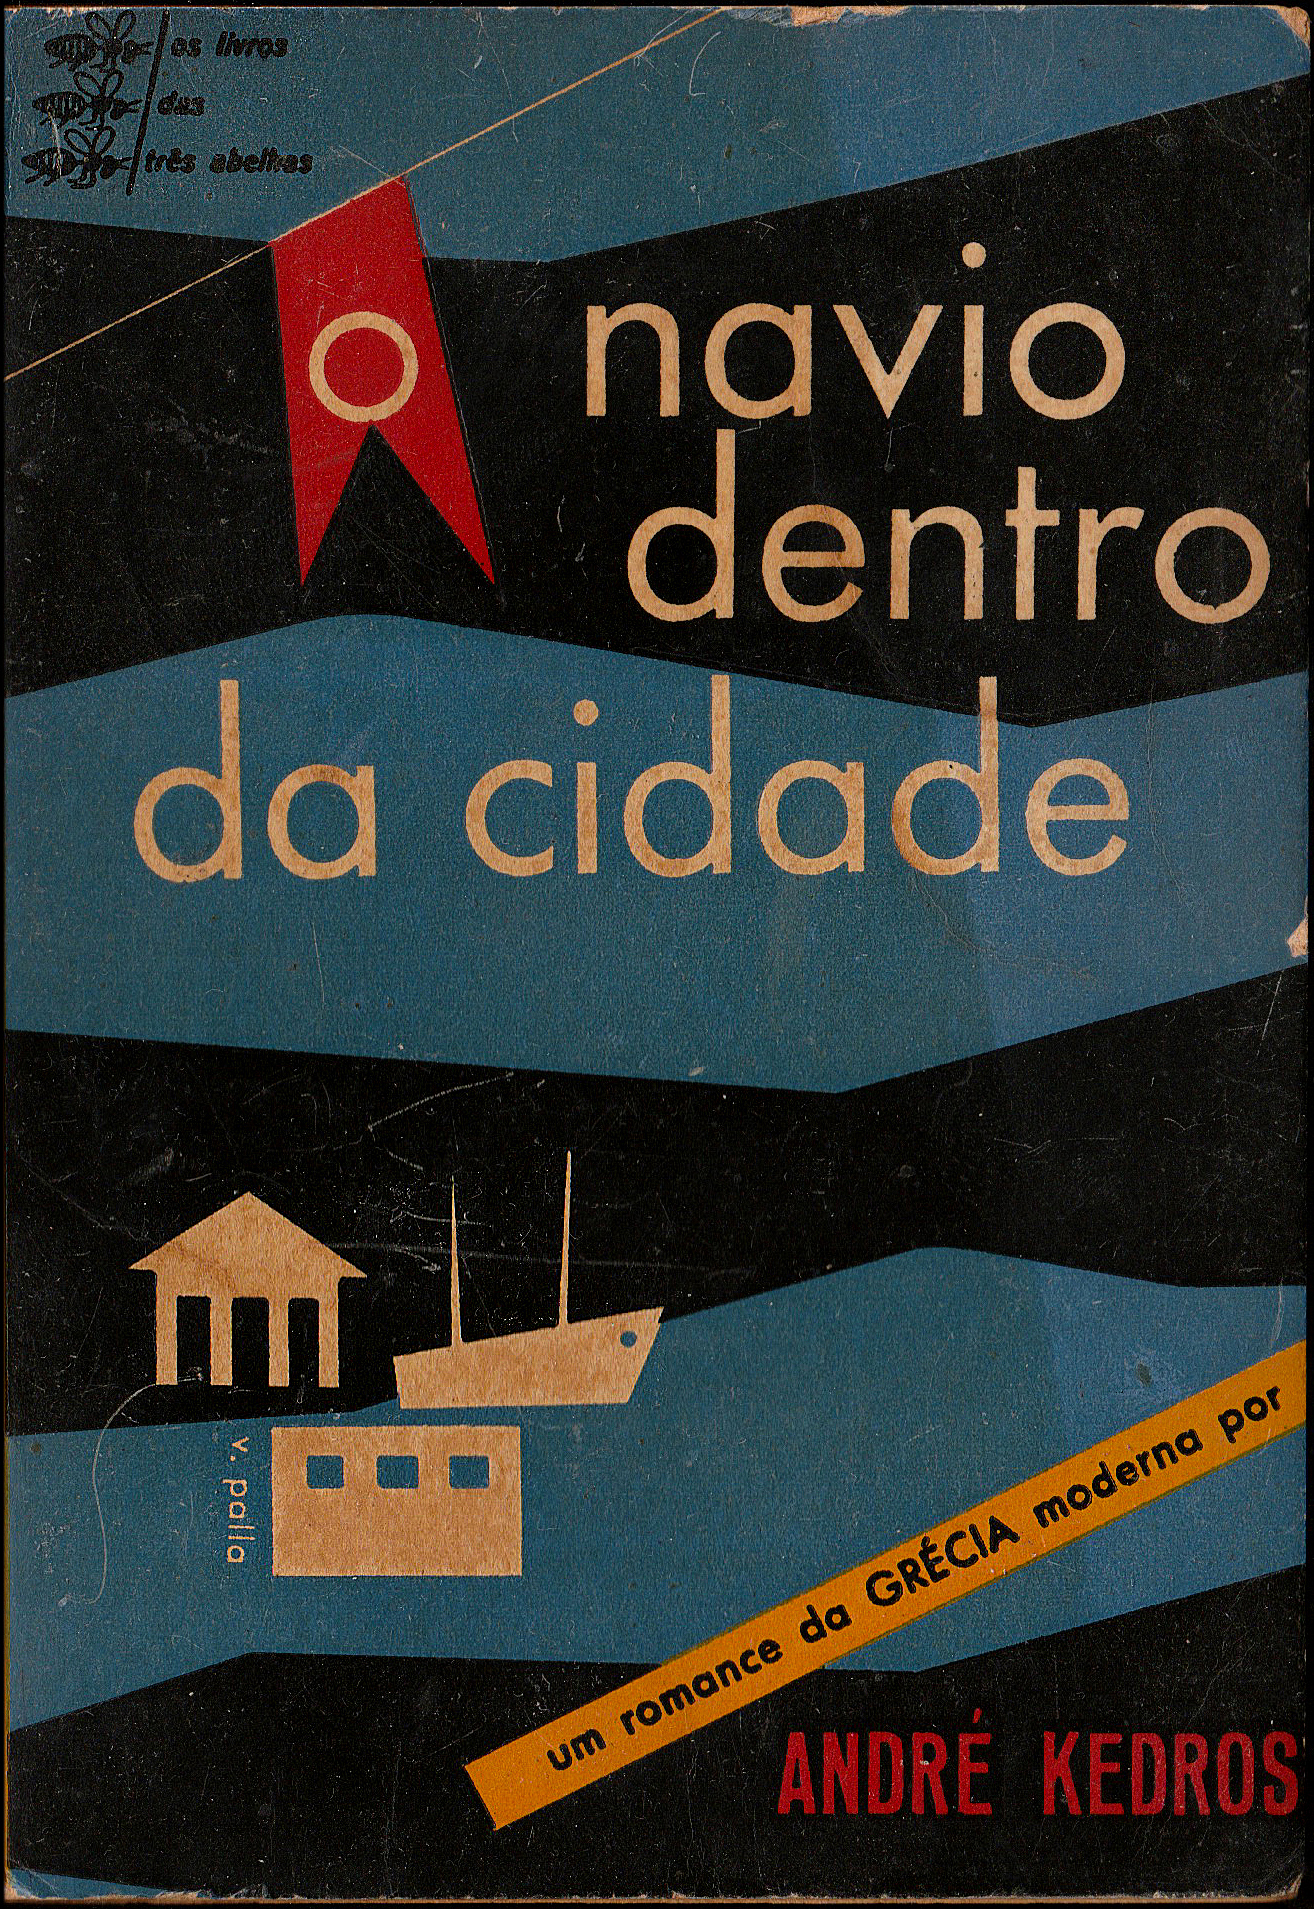 os livros
das
três abelhas
o navio
dentro
da cidade
v. palla
um romance da GRÉCIA moderna por
ANDRÉ KEDROS